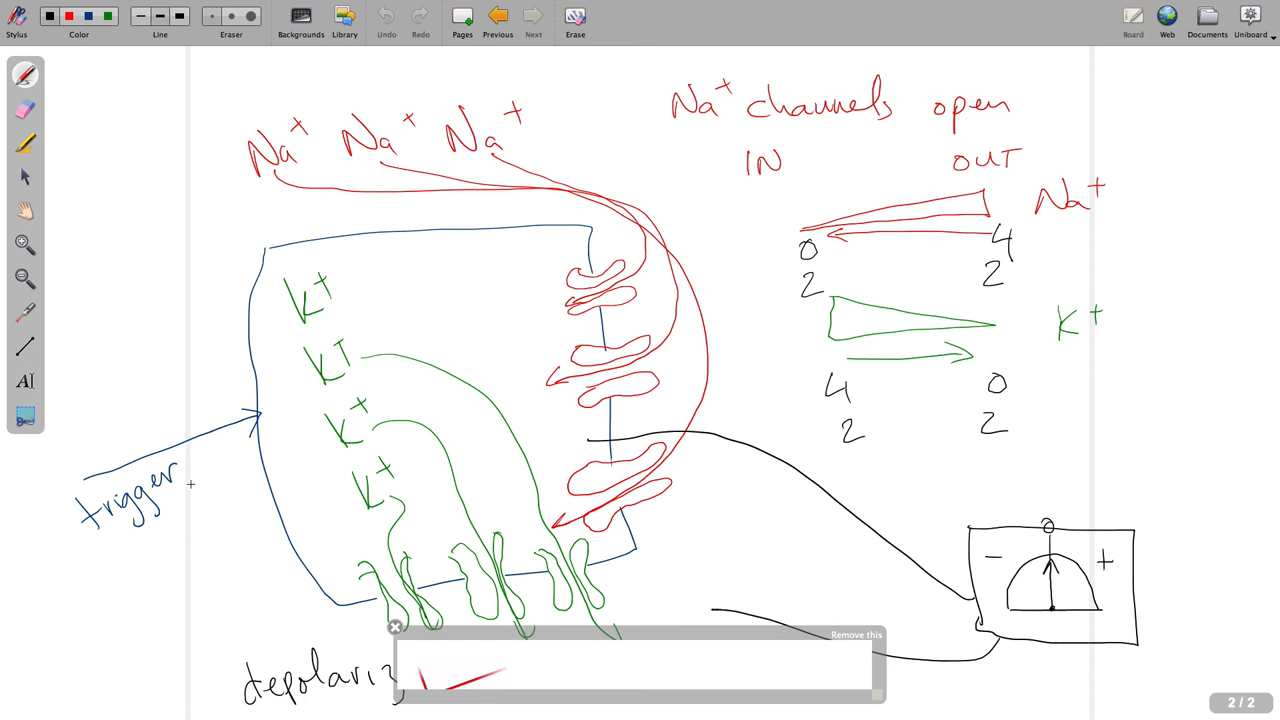 Stylus
Color
Line
Eraser
Backgrounds
Library
Undo
Redo
Pages
Previous
Next
Erase
Board
Web
Documents
Uniboard
Na+ Na+ Na+
Na+ channels open
IN OUT
Na+
0 4
2 2
K+
4 0
2 2
K+
K+
K+
K+
trigger
0
- +
Remove this
depolariz
2 / 2